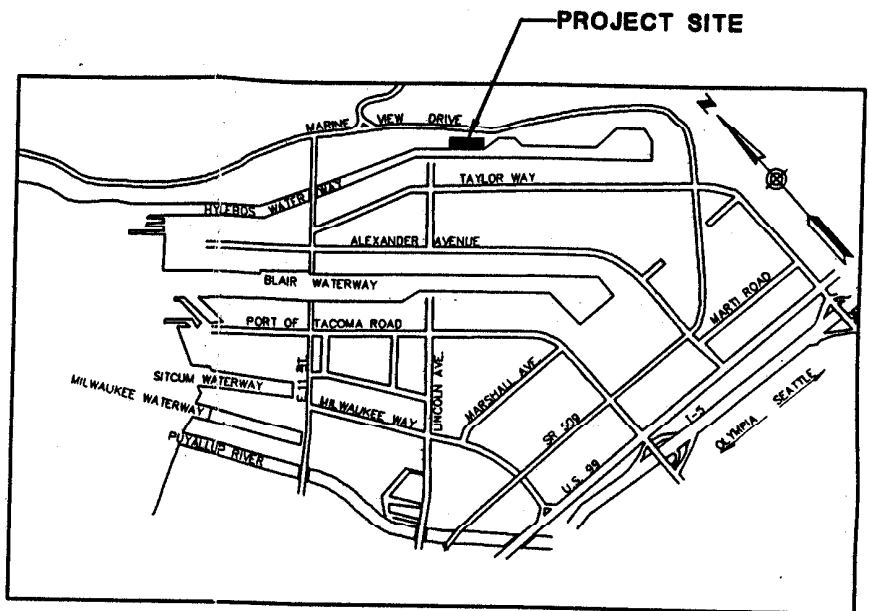 PROJECT SITE
N
MARINE VIEW DRIVE
HYLEBOS WATERWAY
TAYLOR WAY
ALEXANDER AVENUE
BLAIR WATERWAY
MARTI ROAD
PORT OF TACOMA ROAD
SITCUM WATERWAY
MILWAUKEE WATERWAY
E 11 ST
MILWAUKEE WAY
LINCOLN AVE.
MARSHALL AVE.
PUYALLUP RIVER
SR 509
U.S. 99
I-5
OLYMPIA SEATTLE